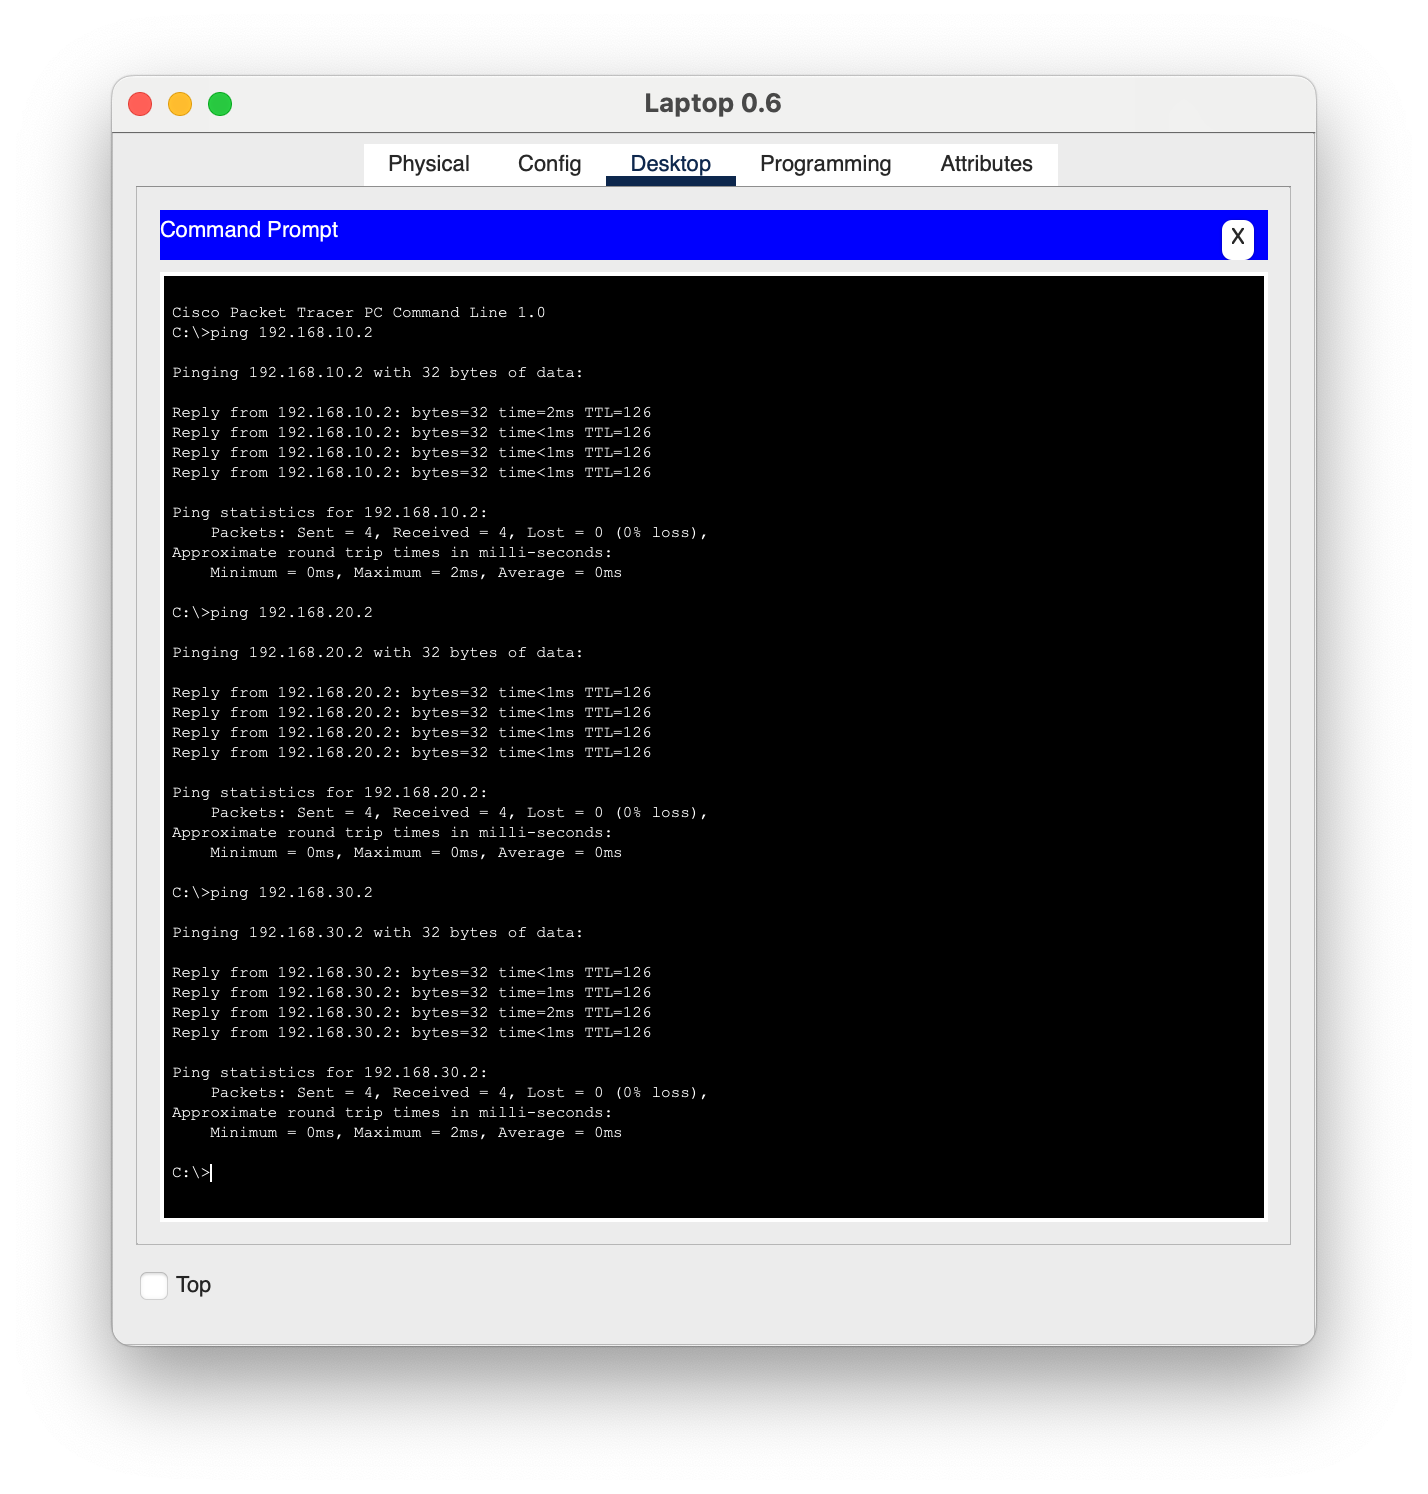 Laptop 0.6
Physical Config Desktop Programming Attributes
Command Prompt
X
Cisco Packet Tracer PC Command Line 1.0
C:\>ping 192.168.10.2
Pinging 192.168.10.2 with 32 bytes of data:
Reply from 192.168.10.2: bytes=32 time=2ms TTL=126
Reply from 192.168.10.2: bytes=32 time<1ms TTL=126
Reply from 192.168.10.2: bytes=32 time<1ms TTL=126
Reply from 192.168.10.2: bytes=32 time<1ms TTL=126
Ping statistics for 192.168.10.2:
Packets: Sent = 4, Received = 4, Lost = 0 (0% loss),
Approximate round trip times in milli-seconds:
Minimum = 0ms, Maximum = 2ms, Average = 0ms
C:\>ping 192.168.20.2
Pinging 192.168.20.2 with 32 bytes of data:
Reply from 192.168.20.2: bytes=32 time<1ms TTL=126
Reply from 192.168.20.2: bytes=32 time<1ms TTL=126
Reply from 192.168.20.2: bytes=32 time<1ms TTL=126
Reply from 192.168.20.2: bytes=32 time<1ms TTL=126
Ping statistics for 192.168.20.2:
Packets: Sent = 4, Received = 4, Lost = 0 (0% loss),
Approximate round trip times in milli-seconds:
Minimum = 0ms, Maximum = 0ms, Average = 0ms
C:\>ping 192.168.30.2
Pinging 192.168.30.2 with 32 bytes of data:
Reply from 192.168.30.2: bytes=32 time<1ms TTL=126
Reply from 192.168.30.2: bytes=32 time=1ms TTL=126
Reply from 192.168.30.2: bytes=32 time=2ms TTL=126
Reply from 192.168.30.2: bytes=32 time<1ms TTL=126
Ping statistics for 192.168.30.2:
Packets: Sent = 4, Received = 4, Lost = 0 (0% loss),
Approximate round trip times in milli-seconds:
Minimum = 0ms, Maximum = 2ms, Average = 0ms
C:\>
Top